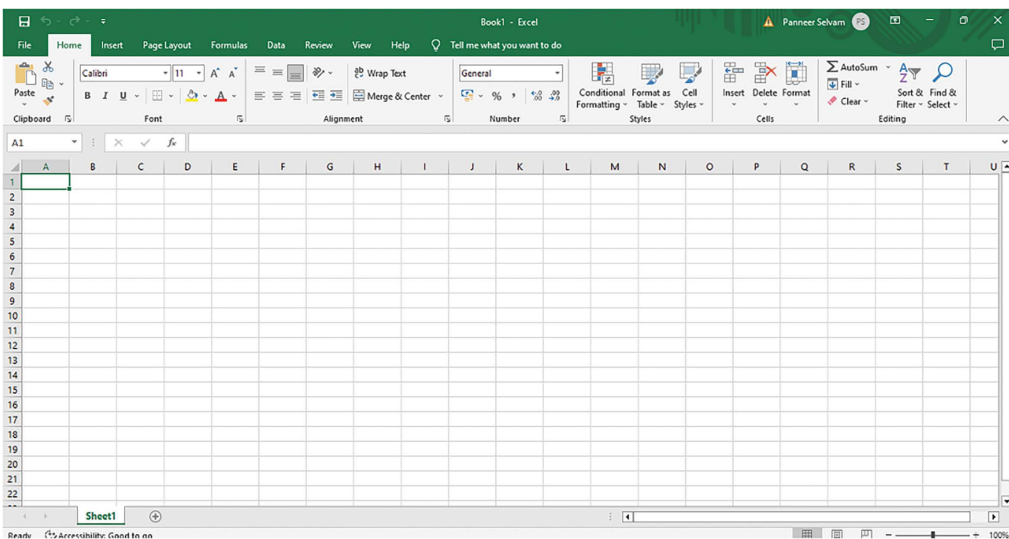 Book1 - Excel
Panneer Selvam PS
File Home Insert Page Layout Formulas Data Review View Help Tell me what you want to do
Paste
Calibri 11
B I U A
Wrap Text
Merge & Center
General
% ,
Conditional Formatting
Format as Table
Cell Styles
Insert Delete Format
AutoSum
Fill
Clear
Sort & Filter
Find & Select
Clipboard Font Alignment Number Styles Cells Editing
A1 fx
A B C D E F G H I J K L M N O P Q R S T U
1
2
3
4
5
6
7
8
9
10
11
12
13
14
15
16
17
18
19
20
21
22
Sheet1
Ready Accessibility: Good to go 100%